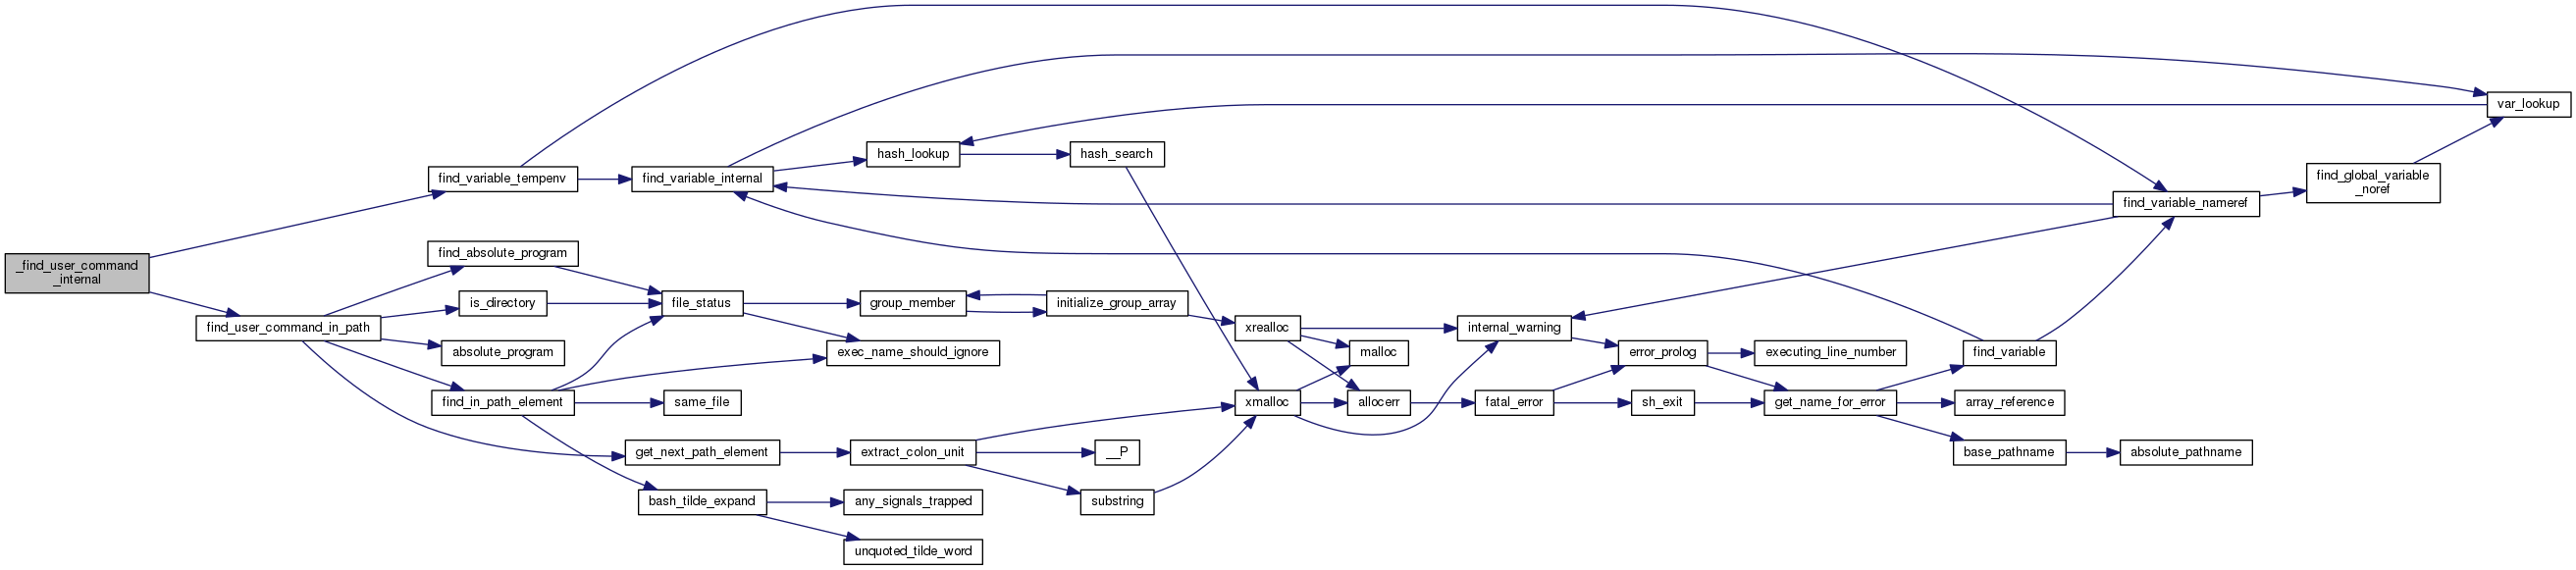 _find_user_command
_internal
find_variable_tempenv
find_user_command_in_path
find_absolute_program
is_directory
absolute_program
find_in_path_element
get_next_path_element
bash_tilde_expand
find_variable_internal
file_status
same_file
hash_lookup
group_member
exec_name_should_ignore
extract_colon_unit
any_signals_trapped
unquoted_tilde_word
hash_search
initialize_group_array
__P
substring
xrealloc
xmalloc
malloc
allocerr
internal_warning
fatal_error
error_prolog
sh_exit
executing_line_number
get_name_for_error
find_variable
array_reference
base_pathname
find_variable_nameref
absolute_pathname
find_global_variable
_noref
var_lookup